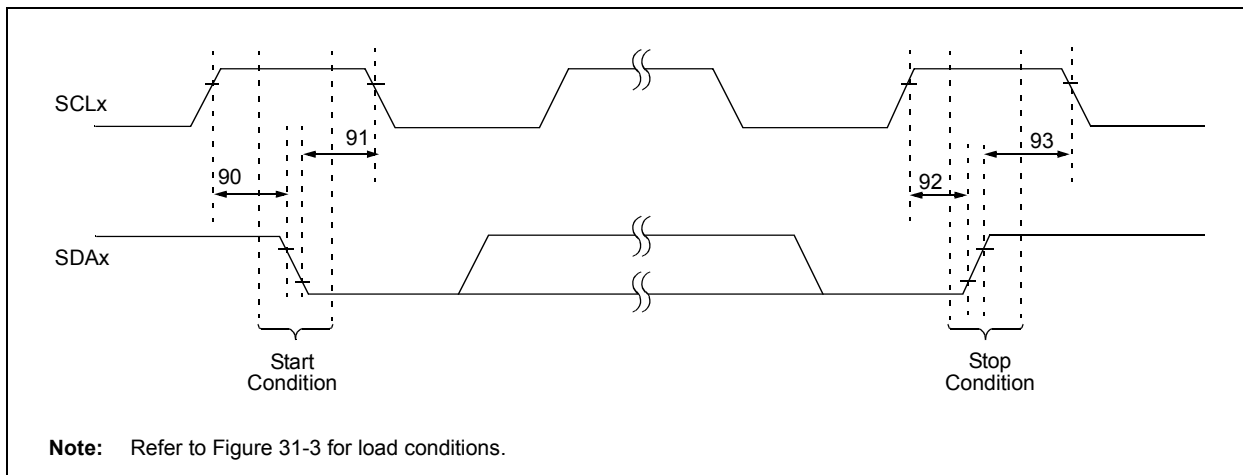 SCLx
91
93
90
92
SDAx
Start
Condition
Stop
Condition
Note: Refer to Figure 31-3 for load conditions.